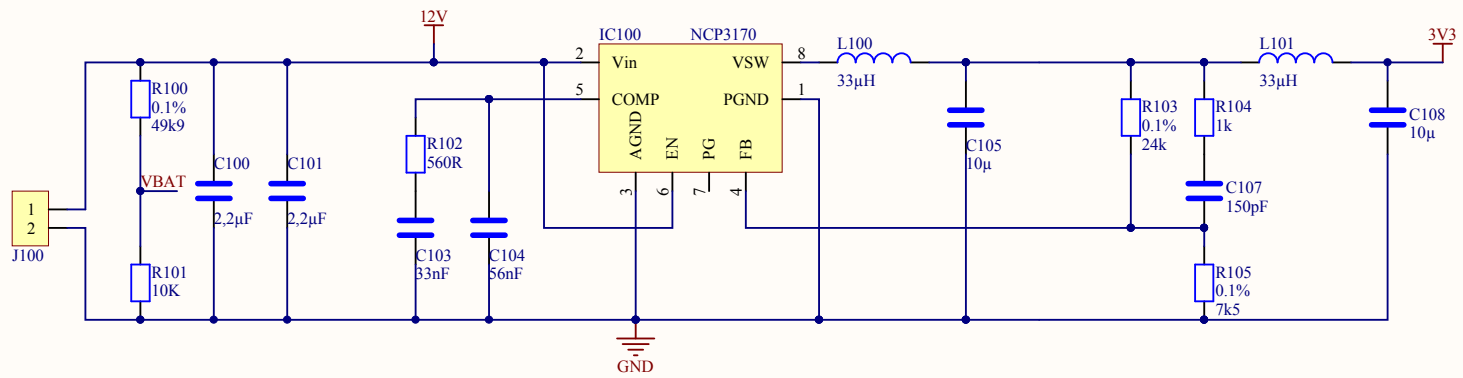 12V
3V3
IC100 NCP3170
L100
33µH
L101
33µH
2
Vin
VSW
8
5
COMP
PGND
1
AGND
EN
PG
FB
3
6
7
4
R100
0.1%
49k9
VBAT
R101
10K
C100
2,2µF
C101
2,2µF
1
2
J100
R102
560R
C103
33nF
C104
56nF
C105
10µ
R103
0.1%
24k
R104
1k
C107
150pF
R105
0.1%
7k5
C108
10µ
GND